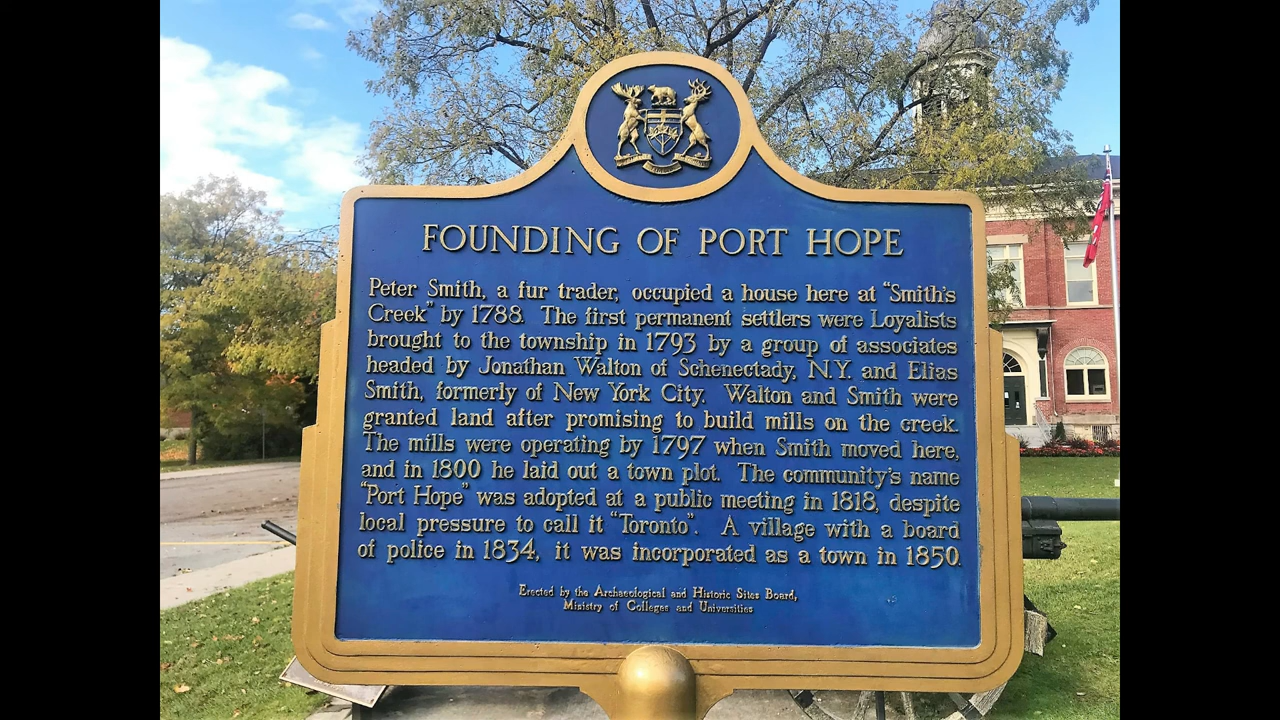 FOUNDING OF PORT HOPE
Peter Smith, a fur trader, occupied a house here at "Smith's
Creek" by 1788. The first permanent settlers were Loyalists
brought to the township in 1793 by a group of associates
headed by Jonathan Walton of Schenectady, N.Y. and Elias
Smith, formerly of New York City. Walton and Smith were
granted land after promising to build mills on the creek.
The mills were operating by 1797 when Smith moved here,
and in 1800 he laid out a town plot. The community's name
"Port Hope" was adopted at a public meeting in 1818, despite
local pressure to call it "Toronto". A village with a board
of police in 1834, it was incorporated as a town in 1850.
Erected by the Archaeological and Historic Sites Board,
Ministry of Colleges and Universities